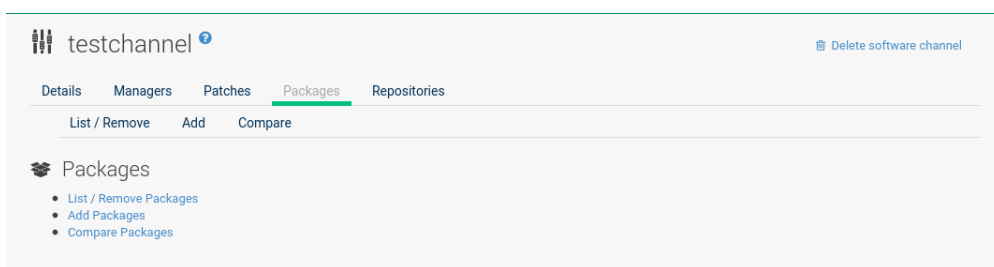 testchannel ?
Delete software channel
Details Managers Patches Packages Repositories
List / Remove Add Compare
Packages
List / Remove Packages
Add Packages
Compare Packages